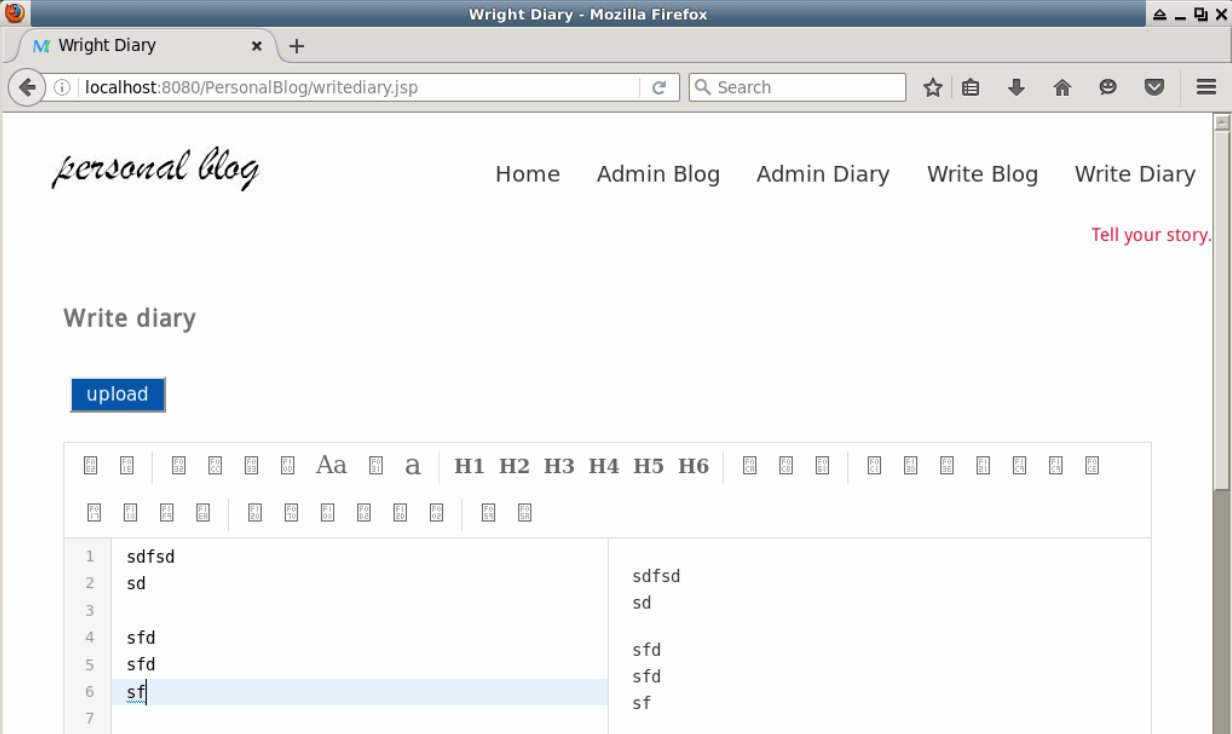 Wright Diary - Mozilla Firefox
Wright Diary
localhost:8080/PersonalBlog/writediary.jsp
Search
personal blog
Home Admin Blog Admin Diary Write Blog Write Diary
Tell your story.
Write diary
upload
Aa a H1 H2 H3 H4 H5 H6
1 sdfsd
2 sd
3
4 sfd
5 sfd
6 sf
7
sdfsd
sd
sfd
sfd
sf